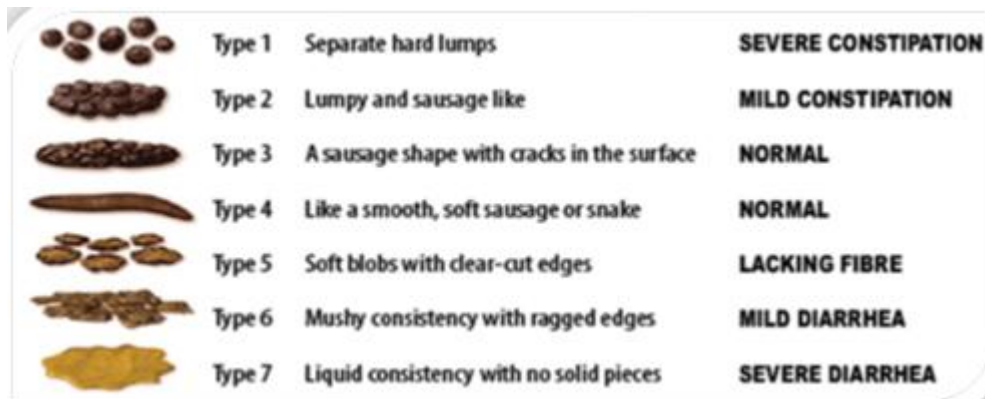 Type 1 Separate hard lumps SEVERE CONSTIPATION
Type 2 Lumpy and sausage like MILD CONSTIPATION
Type 3 A sausage shape with cracks in the surface NORMAL
Type 4 Like a smooth, soft sausage or snake NORMAL
Type 5 Soft blobs with clear-cut edges LACKING FIBRE
Type 6 Mushy consistency with ragged edges MILD DIARRHEA
Type 7 Liquid consistency with no solid pieces SEVERE DIARRHEA